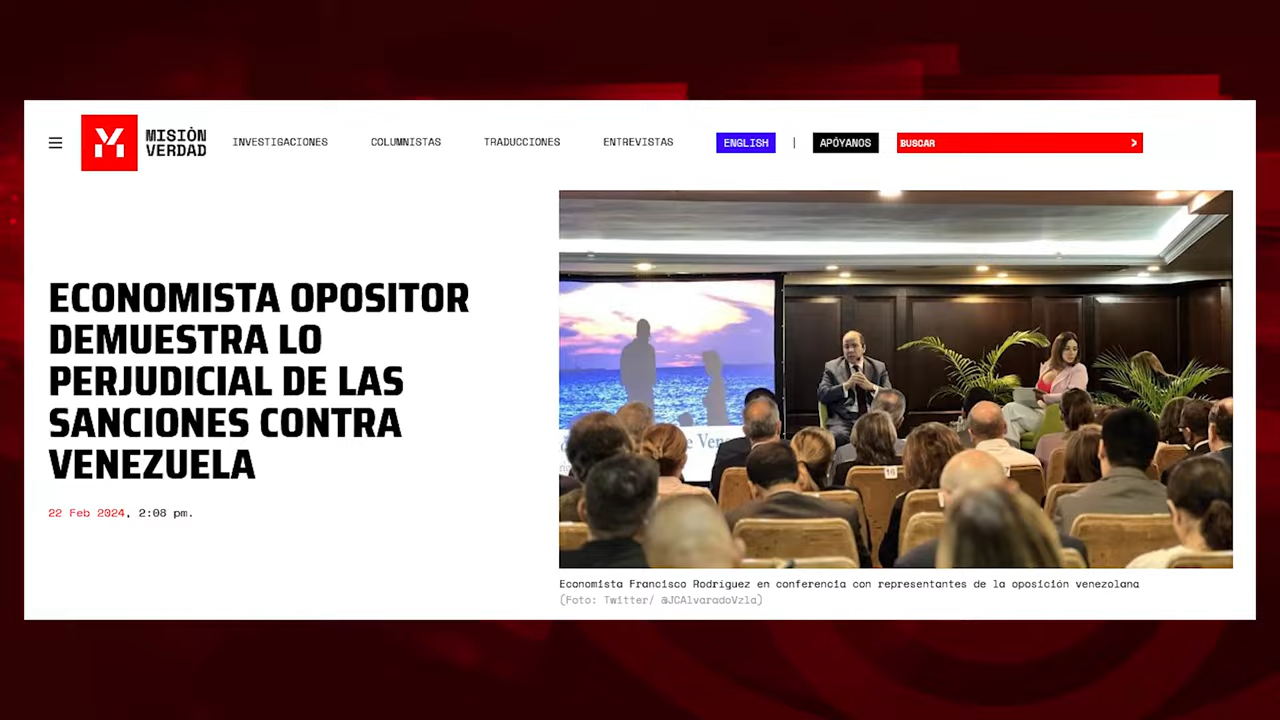 MISIÓN
VERDAD
INVESTIGACIONES
COLUMNISTAS
TRADUCCIONES
ENTREVISTAS
ENGLISH
|
APÓYANOS
BUSCAR
>
ECONOMISTA OPOSITOR
DEMUESTRA LO
PERJUDICIAL DE LAS
SANCIONES CONTRA
VENEZUELA
22 Feb 2024, 2:08 pm.
16
Economista Francisco Rodríguez en conferencia con representantes de la oposición venezolana
(Foto: Twitter/ @JCAlvaradoVzla)